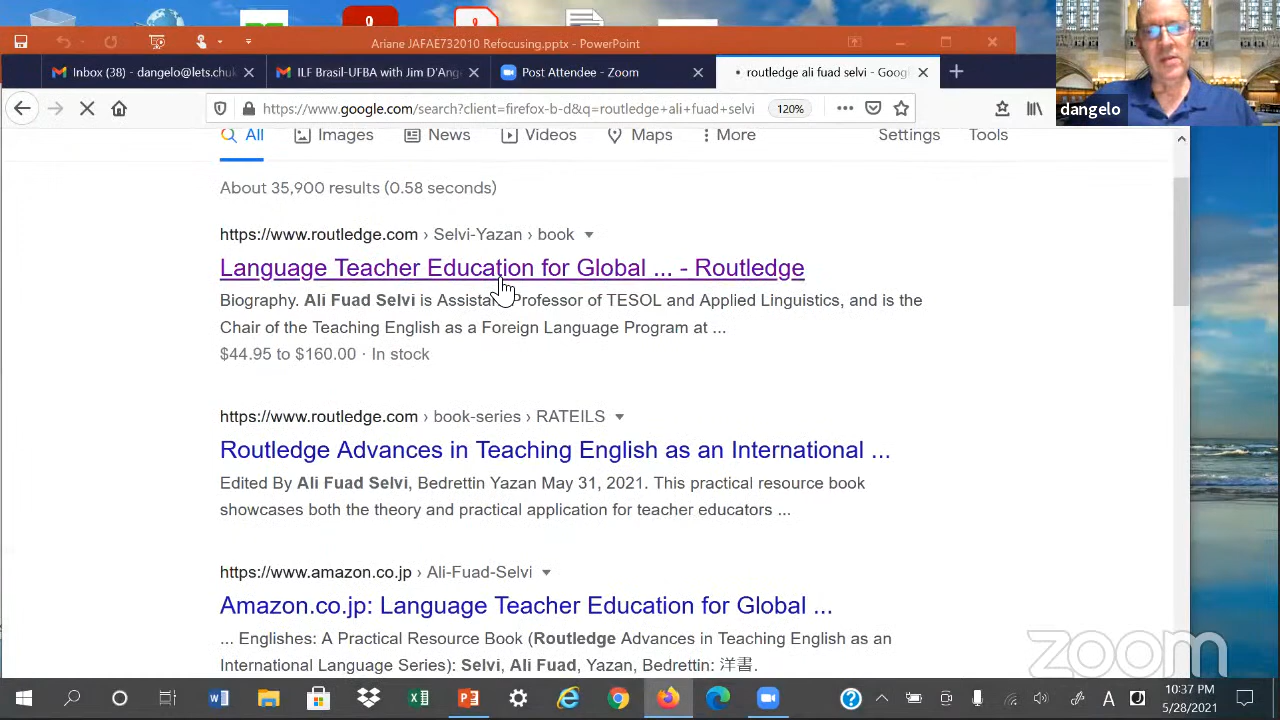 Ariane JAFAE732010 Refocusing.pptx - PowerPoint
Inbox (38) - dangelo@lets.chuk
ILF Brasil-UFBA with Jim D'Ang
Post Attendee - Zoom
routledge ali fuad selvi - Goog
https://www.google.com/search?client=firefox-b-d&q=routledge+ali+fuad+selvi
120%
dangelo
All
Images
News
Videos
Maps
More
Settings
Tools
About 35,900 results (0.58 seconds)
https://www.routledge.com › Selvi-Yazan › book
Language Teacher Education for Global ... - Routledge
Biography. Ali Fuad Selvi is Assistant Professor of TESOL and Applied Linguistics, and is the
Chair of the Teaching English as a Foreign Language Program at ...
$44.95 to $160.00 · In stock
https://www.routledge.com › book-series › RATEILS
Routledge Advances in Teaching English as an International ...
Edited By Ali Fuad Selvi, Bedrettin Yazan May 31, 2021. This practical resource book
showcases both the theory and practical application for teacher educators ...
https://www.amazon.co.jp › Ali-Fuad-Selvi
Amazon.co.jp: Language Teacher Education for Global ...
... Englishes: A Practical Resource Book (Routledge Advances in Teaching English as an
International Language Series): Selvi, Ali Fuad, Yazan, Bedrettin: 洋書.
zoom
A
10:37 PM
5/28/2021